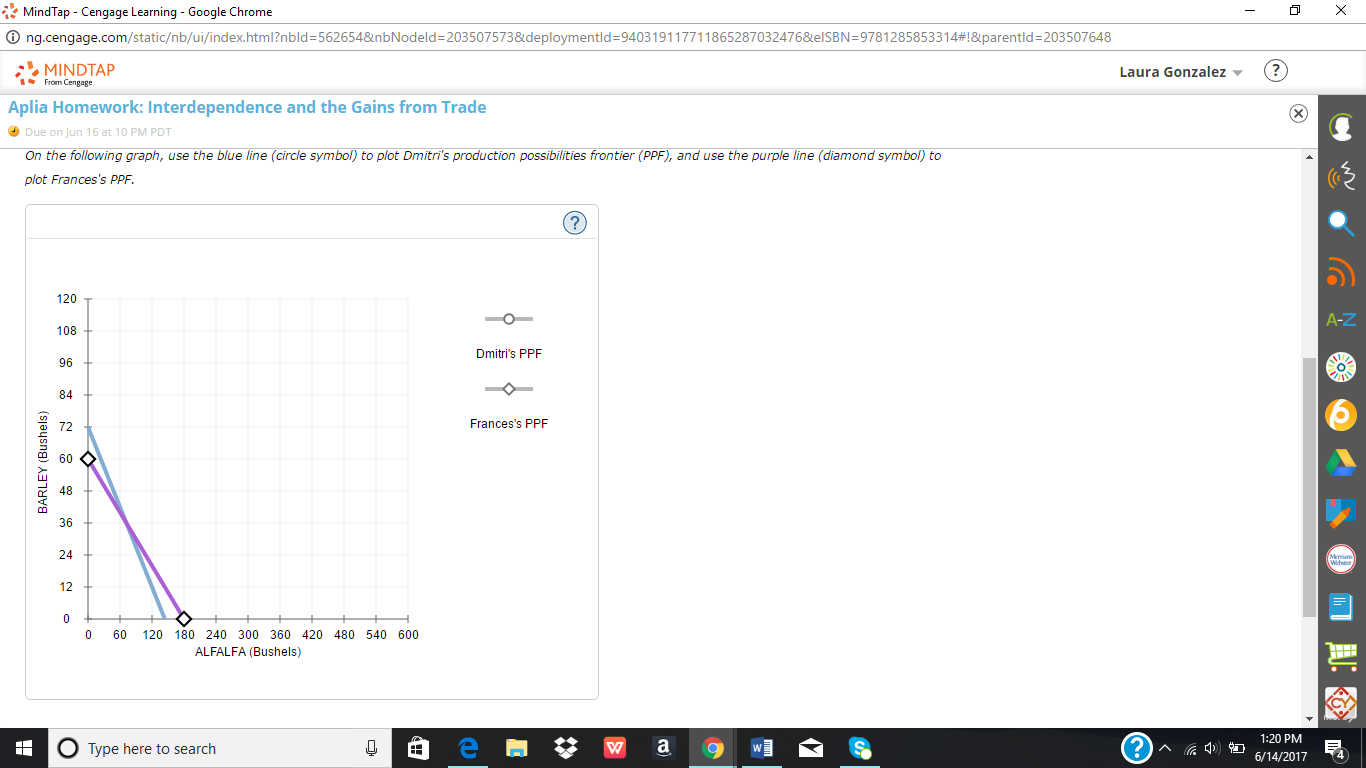 MindTap - Cengage Learning - Google Chrome
ng.cengage.com/static/nb/ui/index.html?nbId=562654&nbNodeId=203507573&deploymentId=940319117711865287032476&eISBN=9781285853314#!&parentId=203507648
MINDTAP
From Cengage
Laura Gonzalez
?
Aplia Homework: Interdependence and the Gains from Trade
Due on Jun 16 at 10 PM PDT
On the following graph, use the blue line (circle symbol) to plot Dmitri's production possibilities frontier (PPF), and use the purple line (diamond symbol) to
plot Frances's PPF.
?
120
108
96
84
72
60
48
36
24
12
0
BARLEY (Bushels)
0 60 120 180 240 300 360 420 480 540 600
ALFALFA (Bushels)
Dmitri's PPF
Frances's PPF
A-Z
Merriam
Webster
CY
Type here to search
W
a
W
S
?
1:20 PM
6/14/2017
4